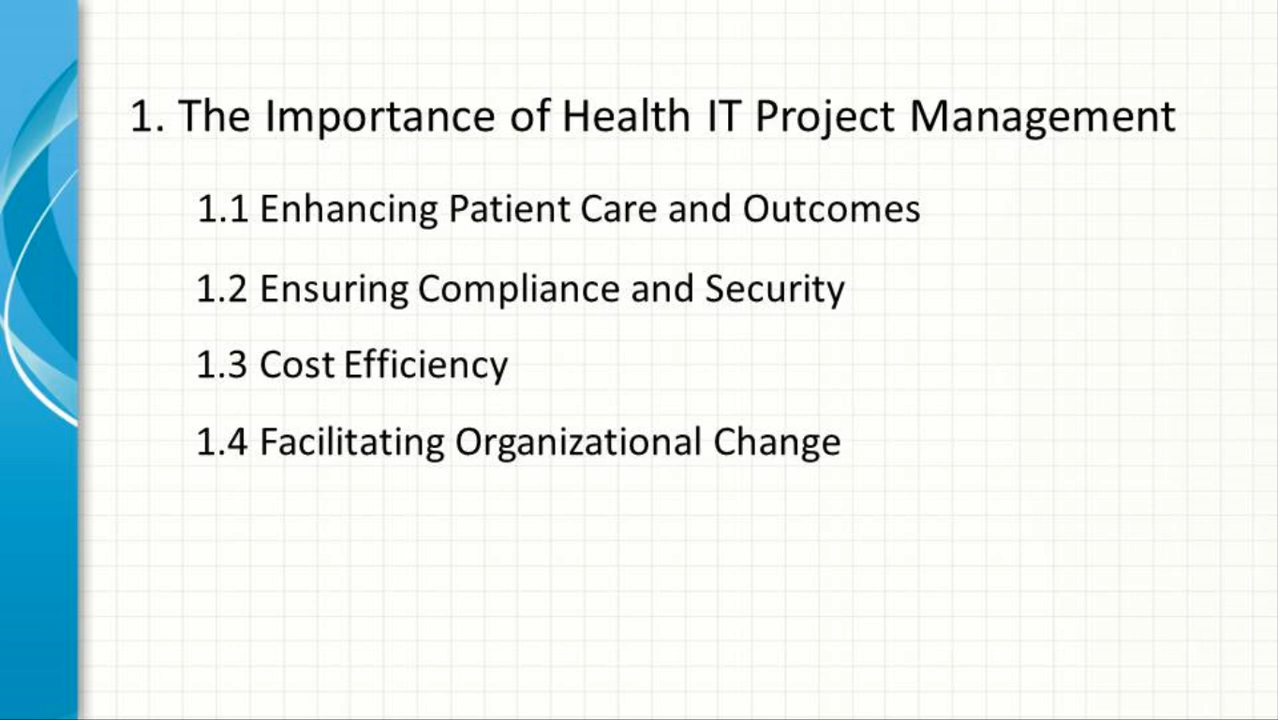 1. The Importance of Health IT Project Management
1.1 Enhancing Patient Care and Outcomes
1.2 Ensuring Compliance and Security
1.3 Cost Efficiency
1.4 Facilitating Organizational Change